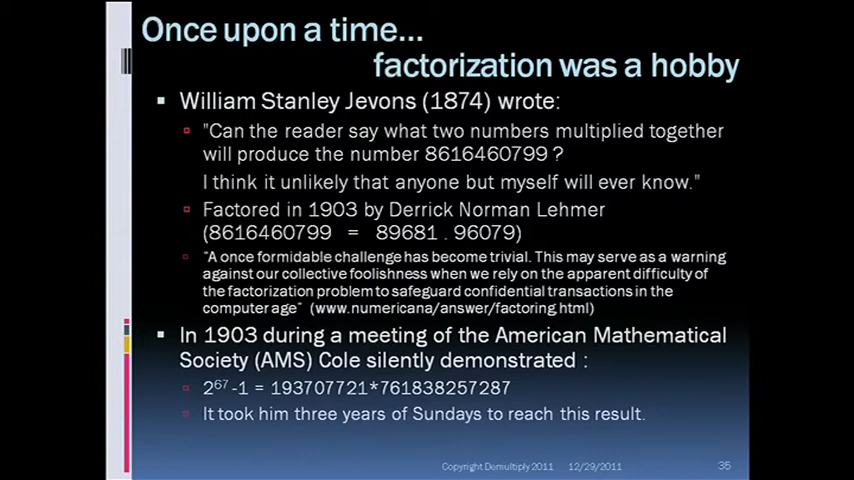 Once upon a time...
factorization was a hobby
William Stanley Jevons (1874) wrote:
"Can the reader say what two numbers multiplied together
will produce the number 8616460799 ?
I think it unlikely that anyone but myself will ever know."
Factored in 1903 by Derrick Norman Lehmer
(8616460799 = 89681 . 96079)
"A once formidable challenge has become trivial. This may serve as a warning
against our collective foolishness when we rely on the apparent difficulty of
the factorization problem to safeguard confidential transactions in the
computer age" (www.numericana/answer/factoring.html)
In 1903 during a meeting of the American Mathematical
Society (AMS) Cole silently demonstrated :
2⁶⁷ -1 = 193707721*761838257287
It took him three years of Sundays to reach this result.
Copyright Demultiply 2011 12/29/2011 35